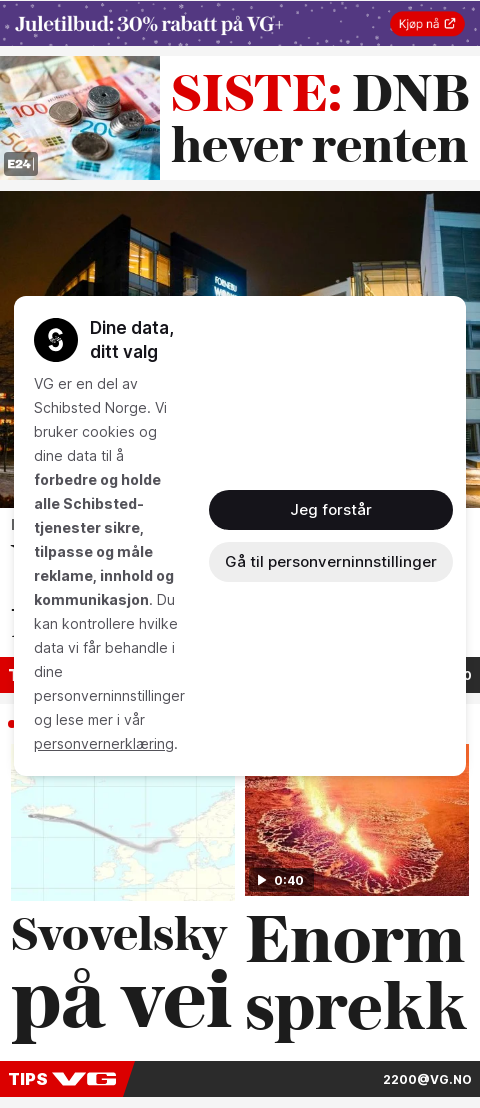 Juletilbud: 30% rabatt på VG+
Kjøp nå
SISTE: DNB
hever renten
E24
FORNEBU
Dine data,
ditt valg
VG er en del av
Schibsted Norge. Vi
bruker cookies og
dine data til å
forbedre og holde
alle Schibsted-
tjenester sikre,
tilpasse og måle
reklame, innhold og
kommunikasjon. Du
kan kontrollere hvilke
data vi får behandle i
dine
personverninnstillinger
og lese mer i vår
personvernerklæring.
Jeg forstår
Gå til personverninnstillinger
0:40
Svovelsky
på vei
Enorm
sprekk
TIPS VG
2200@VG.NO